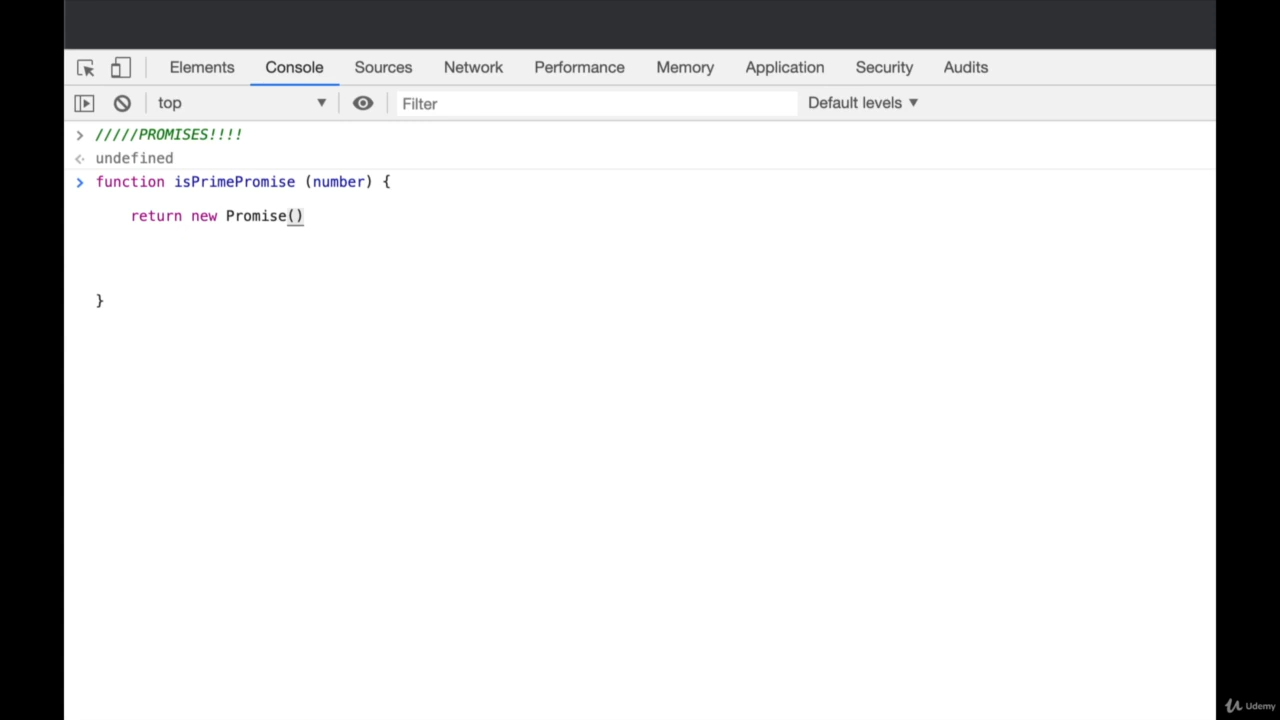 Elements Console Sources Network Performance Memory Application Security Audits
top ▼ Filter Default levels ▼
> /////PROMISES!!!!
<· undefined
> function isPrimePromise (number) {
return new Promise()
}
Udemy